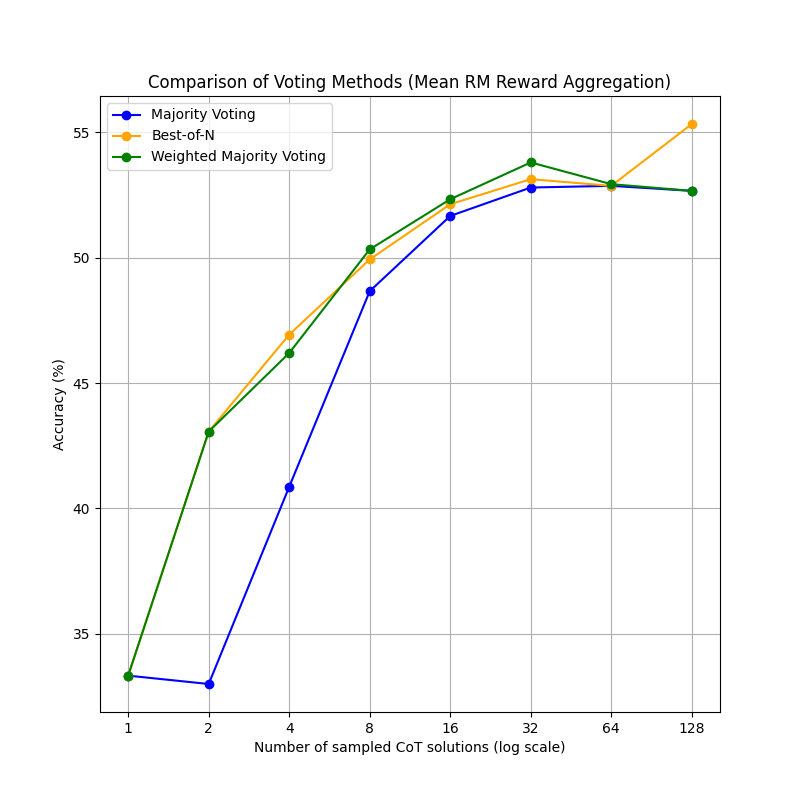 Comparison of Voting Methods (Mean RM Reward Aggregation)
Majority Voting
Best-of-N
Weighted Majority Voting
55
50
45
40
35
Accuracy (%)
1 2 4 8 16 32 64 128
Number of sampled CoT solutions (log scale)